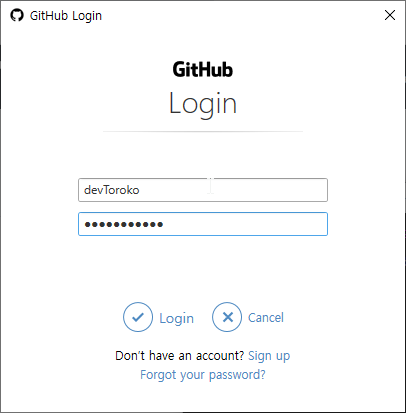 GitHub Login
GitHub
Login
devToroko
●●●●●●●●●●●
Login Cancel
Don't have an account? Sign up
Forgot your password?